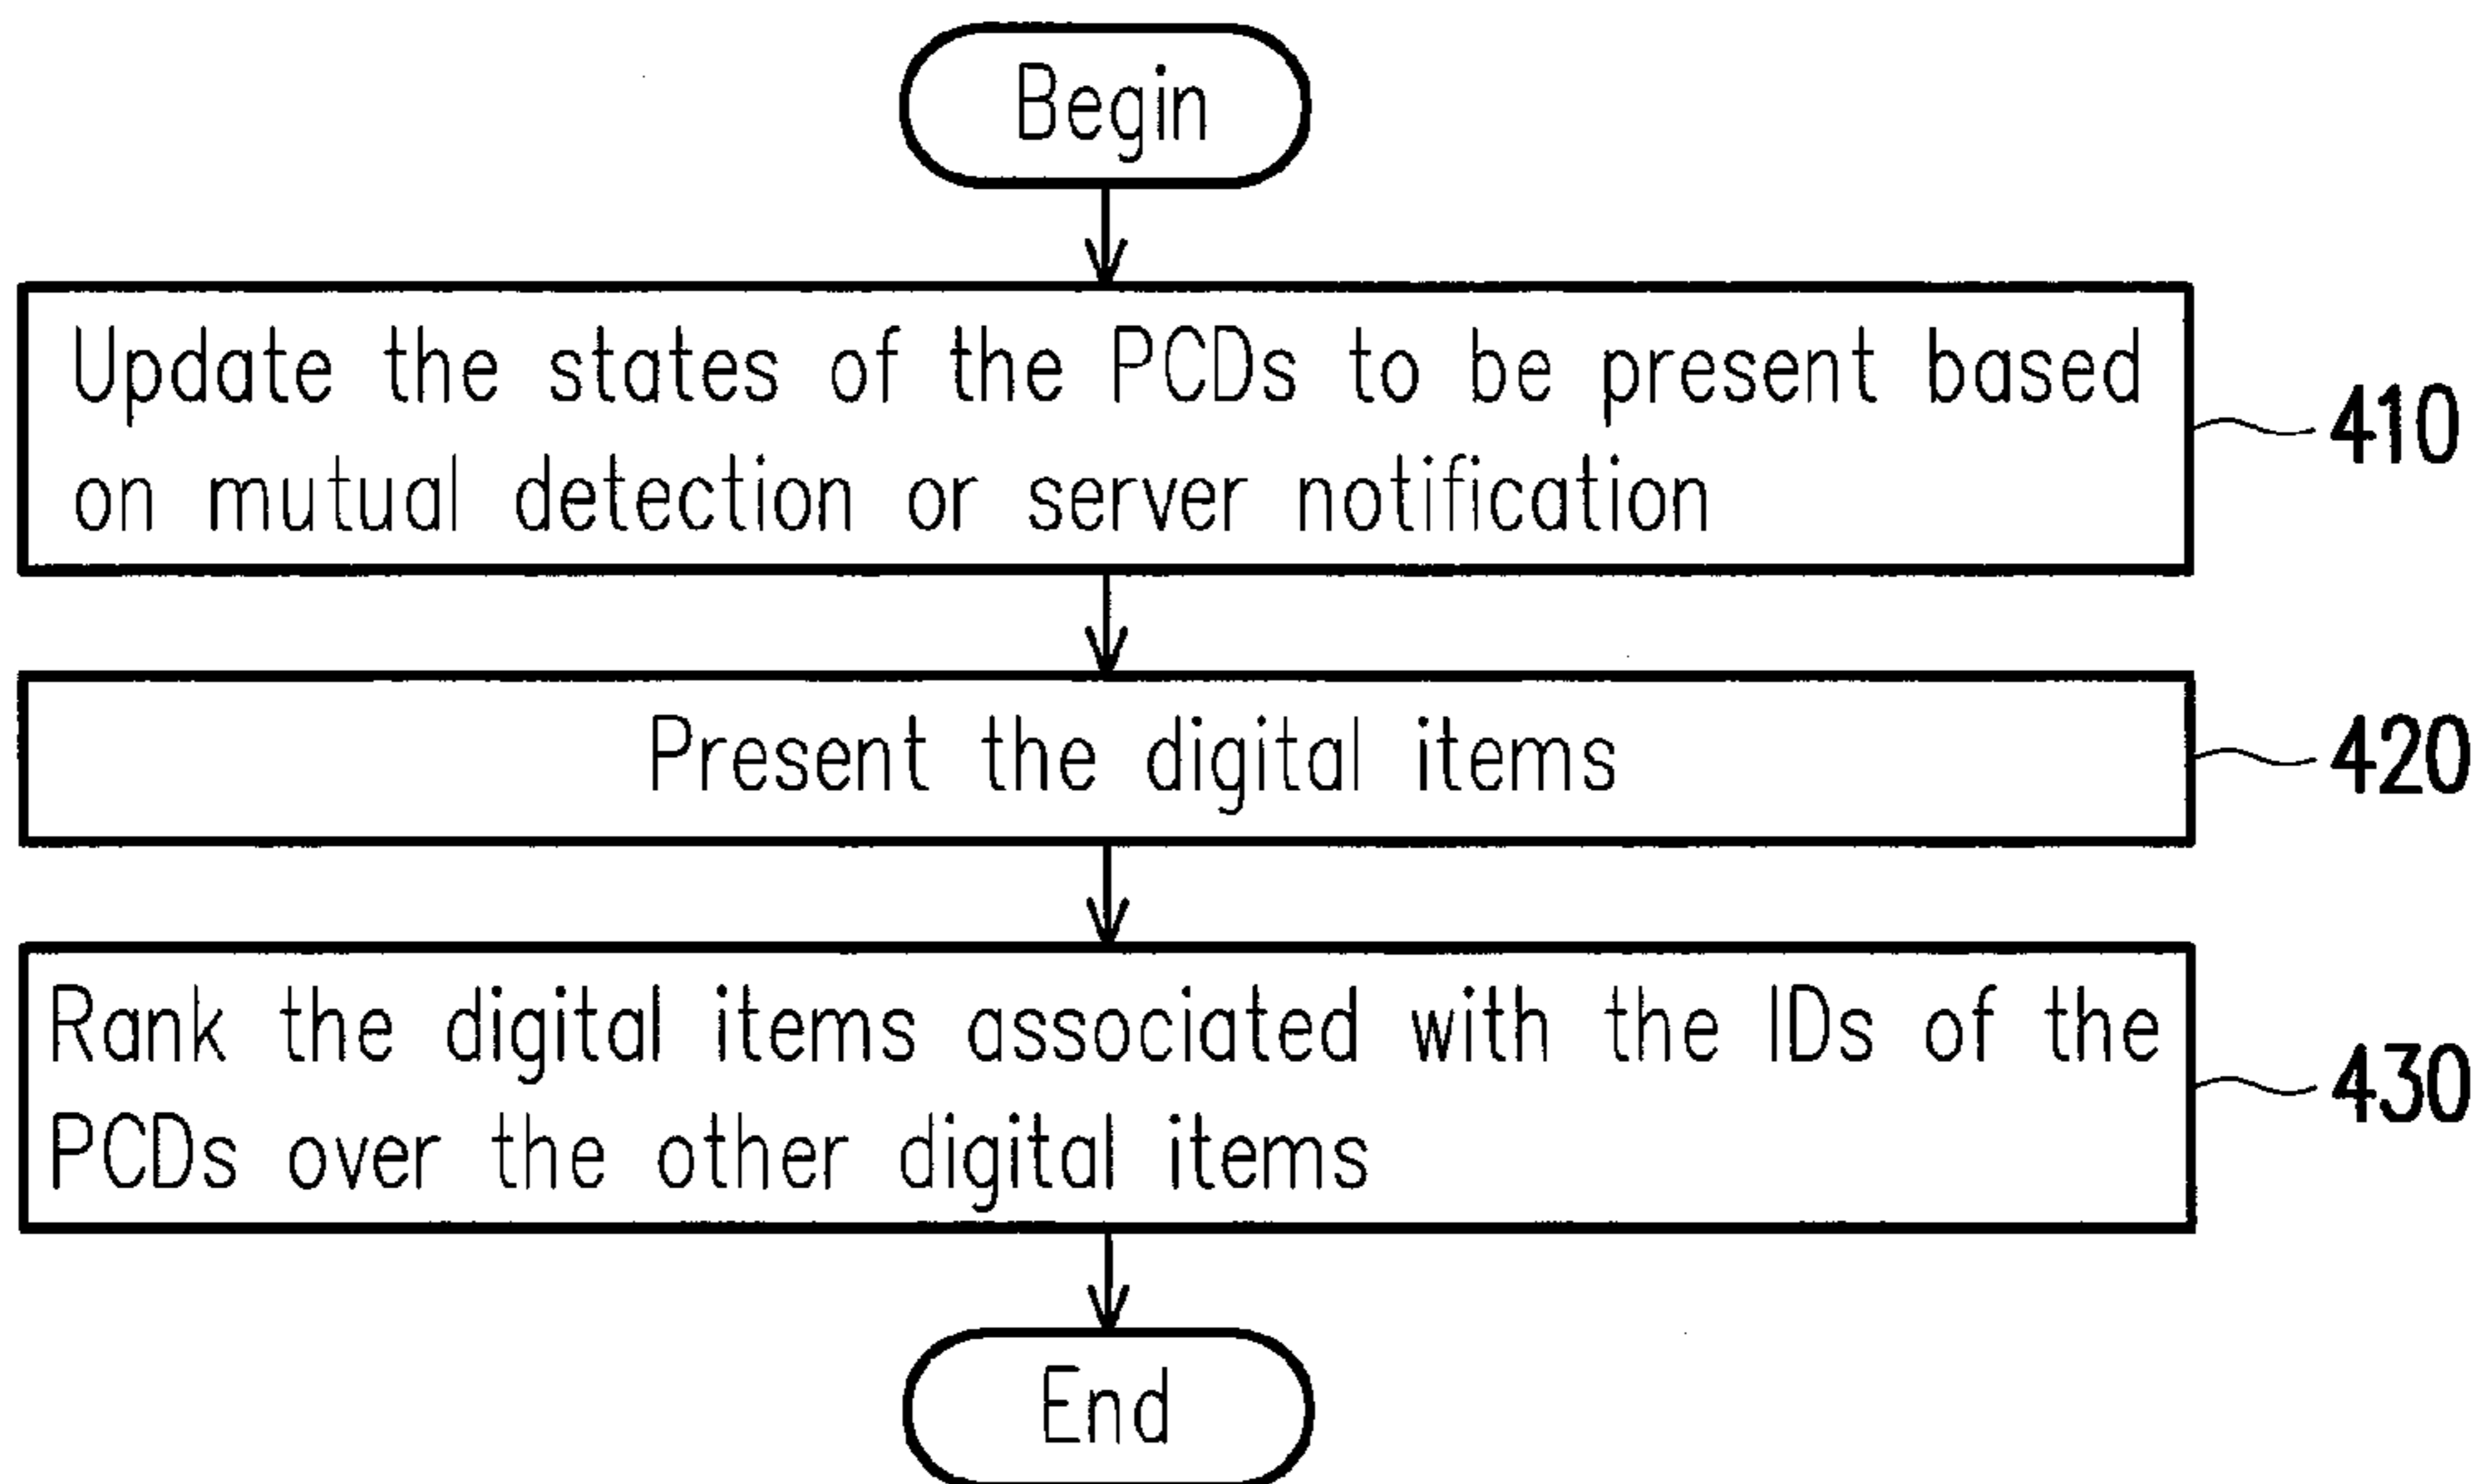 Begin
Update the states of the PCDs to be present based
on mutual detection or server notification
410
Present the digital items
420
Rank the digital items associated with the IDs of the
PCDs over the other digital items
430
End